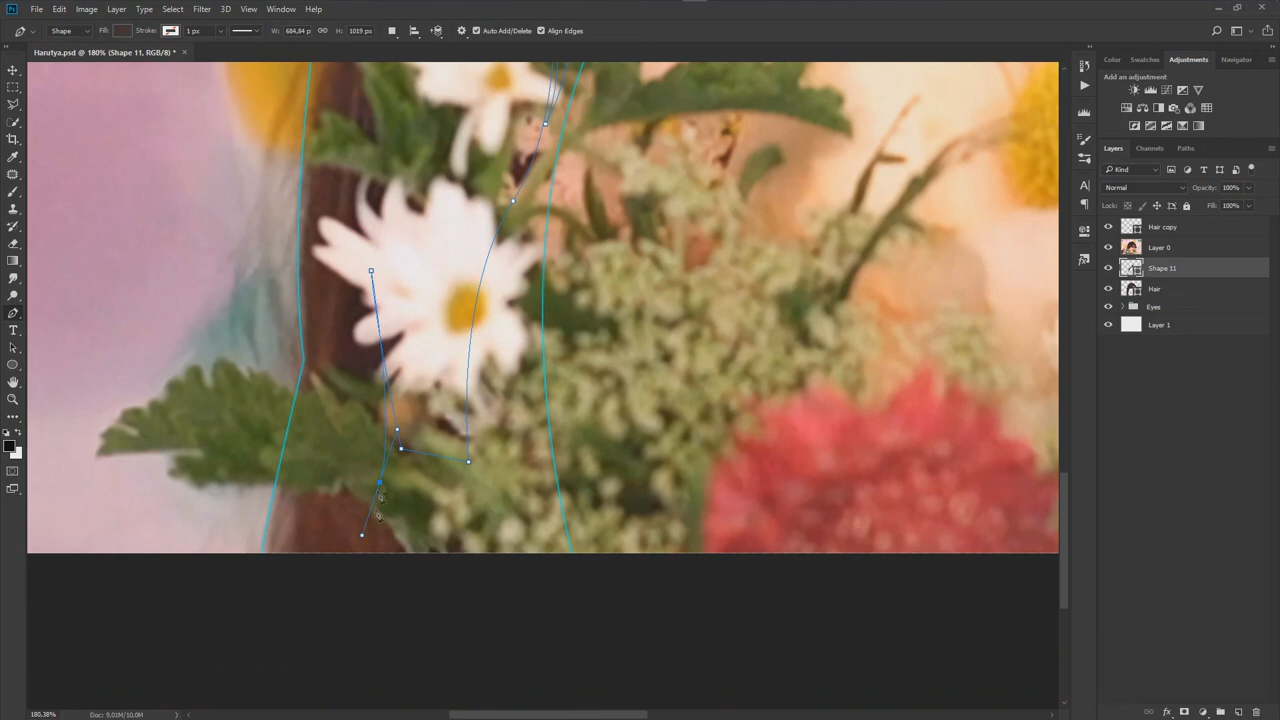 Ps File Edit Image Layer Type Select Filter 3D View Window Help
Shape Fill: Stroke: 1 px W: 684,84 p H: 1019 px Auto Add/Delete Align Edges
Harutya.psd @ 180% (Shape 11, RGB/8) * ×
Color Swatches Adjustments Navigator
Add an adjustment
Layers Channels Paths
Kind
Normal Opacity: 100%
Lock: Fill: 100%
Hair copy
Layer 0
Shape 11
Hair
Eyes
Layer 1
180,38% Doc: 9,01M/10,0M